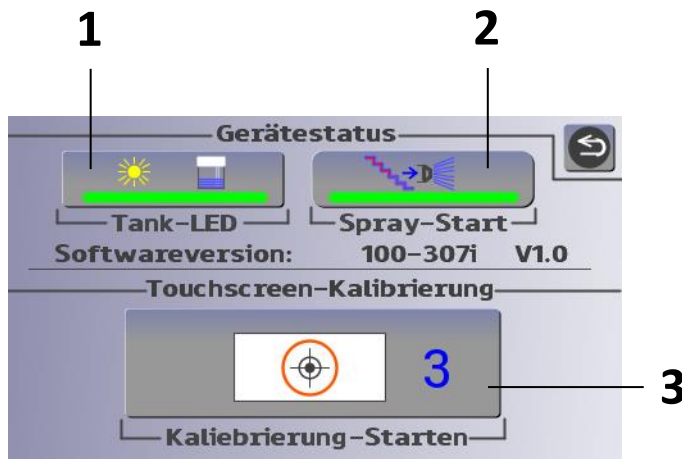 1 2
Gerätestatus
Tank-LED Spray-Start
Softwareversion: 100-307i V1.0
Touchscreen-Kalibrierung
3
3
Kaliebrierung-Starten